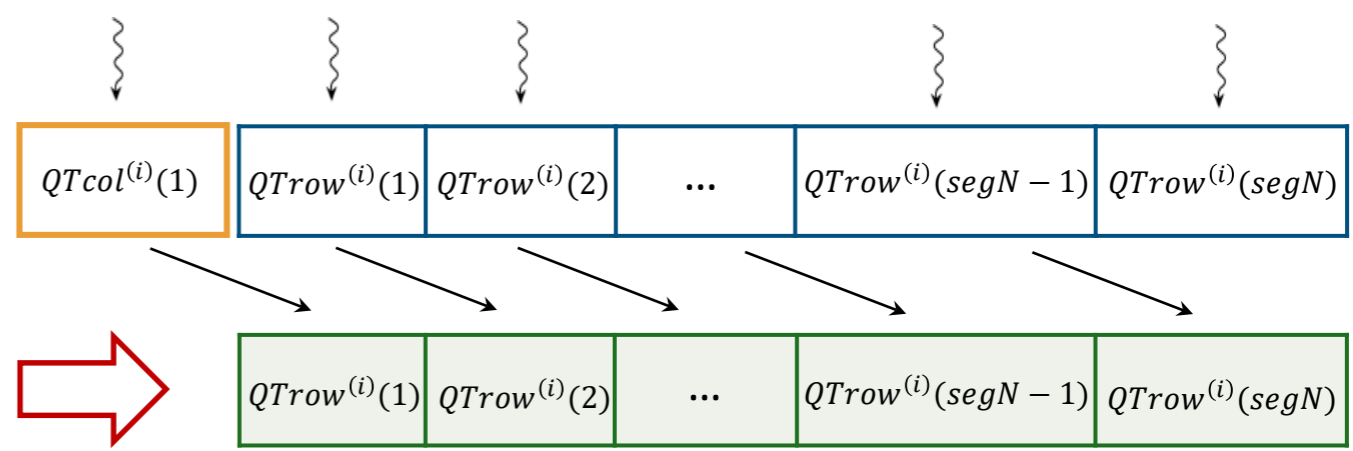 QTcol⁽ⁱ⁾(1) QTrow⁽ⁱ⁾(1) QTrow⁽ⁱ⁾(2) ... QTrow⁽ⁱ⁾(segN − 1) QTrow⁽ⁱ⁾(segN)
QTrow⁽ⁱ⁾(1) QTrow⁽ⁱ⁾(2) ... QTrow⁽ⁱ⁾(segN − 1) QTrow⁽ⁱ⁾(segN)